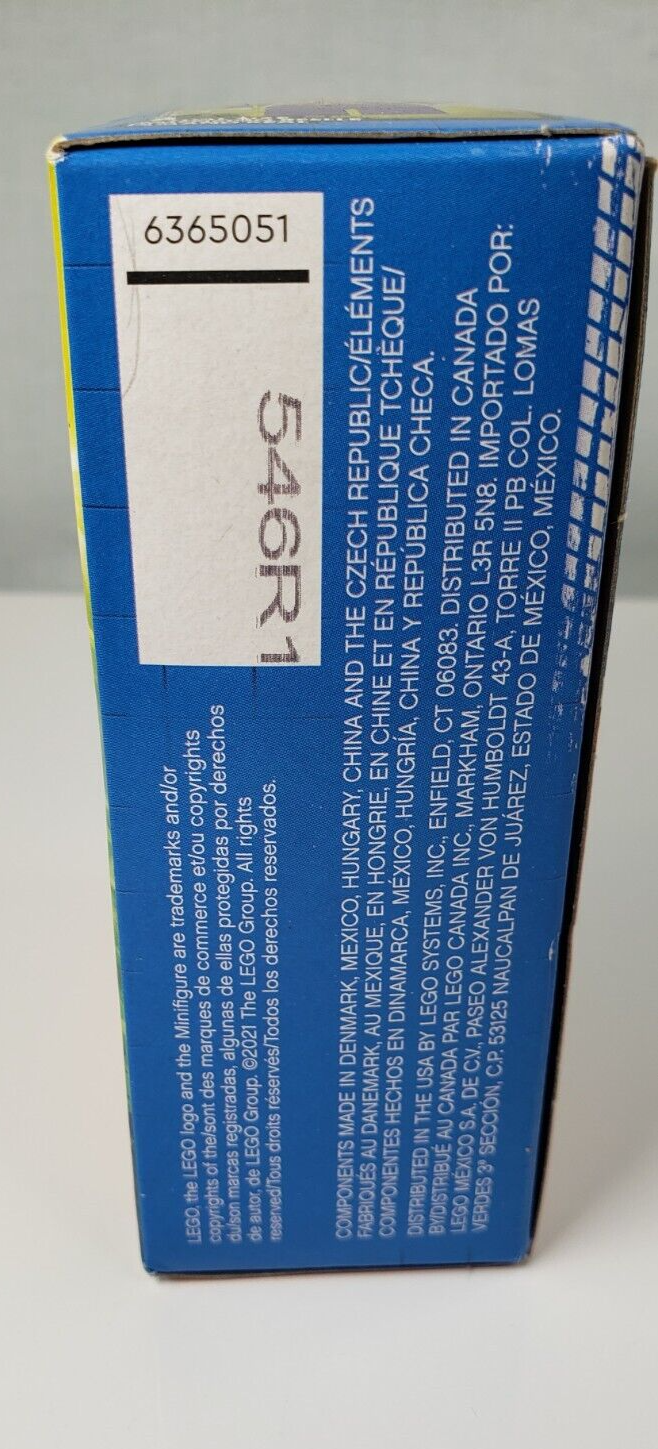 6365051
546R1
LEGO, the LEGO logo and the Minifigure are trademarks and/or
copyrights of the/sont des marques de commerce et/ou copyrights
du/son marcas registradas, algunas de ellas protegidas por derechos
de autor, de LEGO Group. ©2021 The LEGO Group. All rights
reserved/Tous droits réservés/Todos los derechos reservados.
COMPONENTS MADE IN DENMARK, MEXICO, HUNGARY, CHINA AND THE CZECH REPUBLIC/ÉLÉMENTS
FABRIQUÉS AU DANEMARK, AU MEXIQUE, EN HONGRIE, EN CHINE ET EN RÉPUBLIQUE TCHÈQUE/
COMPONENTES HECHOS EN DINAMARCA, MÉXICO, HUNGRÍA, CHINA Y REPÚBLICA CHECA.
DISTRIBUTED IN THE USA BY LEGO SYSTEMS, INC., ENFIELD, CT 06083. DISTRIBUTED IN CANADA
BY/DISTRIBUÉ AU CANADA PAR LEGO CANADA INC., MARKHAM, ONTARIO L3R 5N8. IMPORTADO POR:
LEGO MÉXICO S.A. DE C.V., PASEO ALEXANDER VON HUMBOLDT 43-A, TORRE II PB COL. LOMAS
VERDES 3ª SECCIÓN, C.P. 53125 NAUCALPAN DE JUÁREZ, ESTADO DE MÉXICO, MÉXICO.